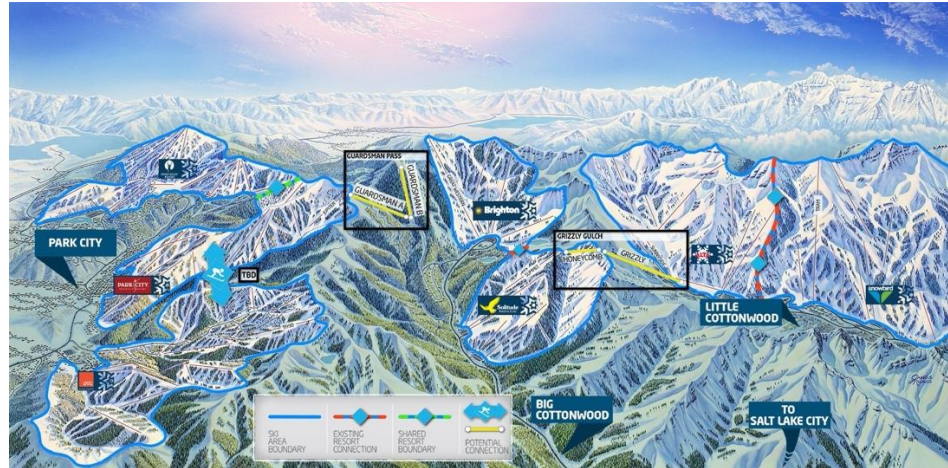 GUARDSMAN PASS
GUARDSMAN A
GUARDSMAN B
Brighton
PARK CITY
PARK CITY
TBD
GRIZZLY GULCH
HONEYCOMB
GRIZZLY
Solitude
LITTLE
COTTONWOOD
snowbird
BIG
COTTONWOOD
TO
SALT LAKE CITY
SKI
AREA
BOUNDARY
EXISTING
RESORT
CONNECTION
SHARED
RESORT
BOUNDARY
POTENTIAL
CONNECTION